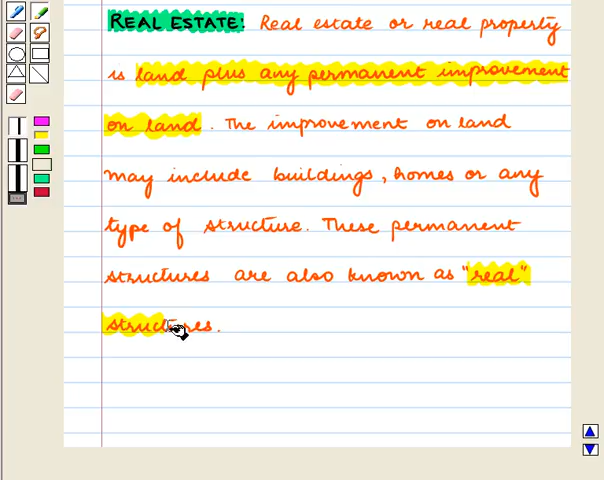 REAL ESTATE: Real estate or real property
is land plus any permanent improvement
on land. The improvement on land
may include buildings, homes or any
type of structure. These permanent
structures are also known as "real"
structures.